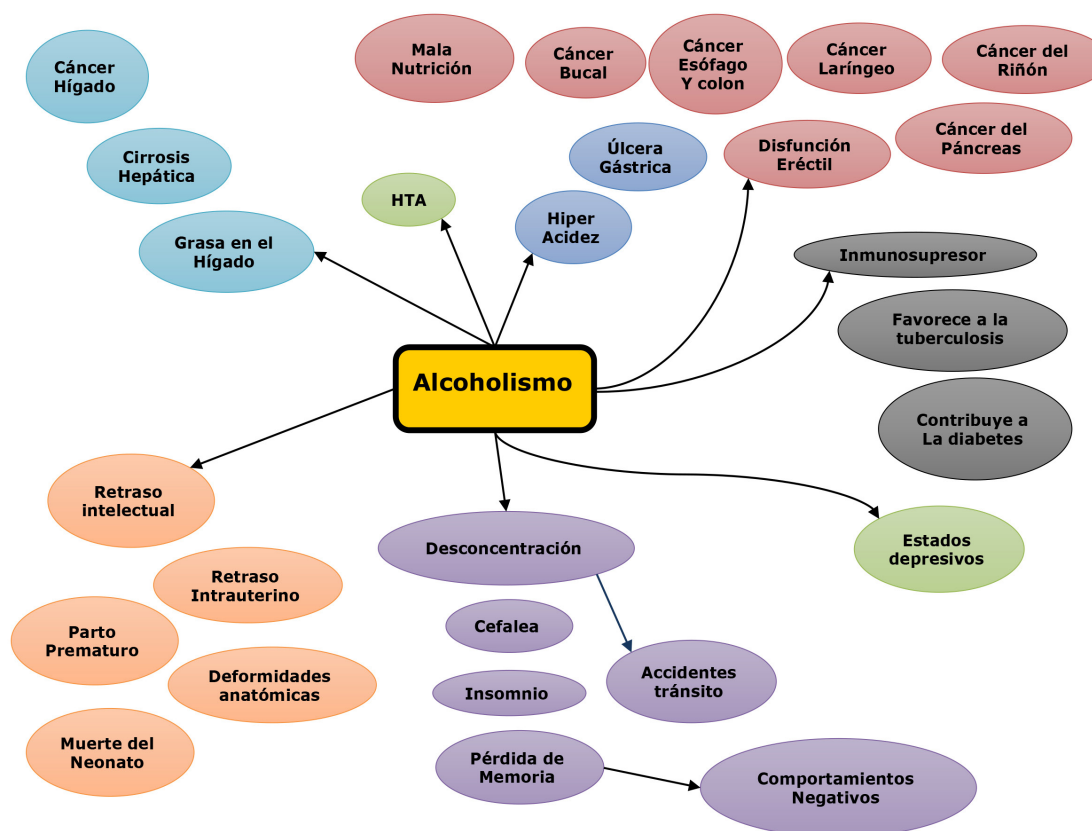 Cáncer
Hígado
Mala
Nutrición
Cáncer
Bucal
Cáncer
Esófago
Y colon
Cáncer
Laríngeo
Cáncer del
Riñón
Cirrosis
Hepática
Úlcera
Gástrica
Disfunción
Eréctil
Cáncer del
Páncreas
HTA
Hiper
Acidez
Grasa en el
Hígado
Inmunosupresor
Favorece a la
tuberculosis
Alcoholismo
Contribuye a
La diabetes
Retraso
intelectual
Desconcentración
Estados
depresivos
Retraso
Intrauterino
Parto
Prematuro
Cefalea
Deformidades
anatómicas
Insomnio
Accidentes
tránsito
Muerte del
Neonato
Pérdida de
Memoria
Comportamientos
Negativos